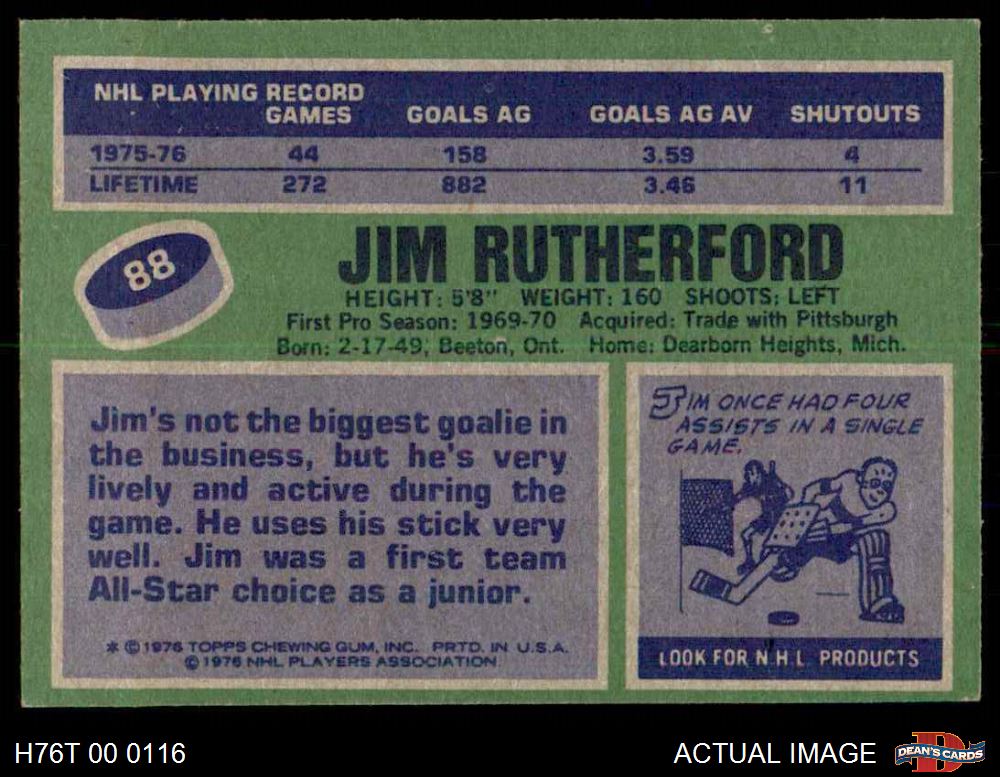 NHL PLAYING RECORD
GAMES GOALS AG GOALS AG AV SHUTOUTS
1975-76 44 158 3.59 4
LIFETIME 272 882 3.46 11
88
JIM RUTHERFORD
HEIGHT: 5'8" WEIGHT: 160 SHOOTS: LEFT
First Pro Season: 1969-70 Acquired: Trade with Pittsburgh
Born: 2-17-49, Beeton, Ont. Home: Dearborn Heights, Mich.
Jim's not the biggest goalie in
the business, but he's very
lively and active during the
game. He uses his stick very
well. Jim was a first team
All-Star choice as a junior.
* © 1976 TOPPS CHEWING GUM, INC. PRTD. IN U.S.A.
© 1976 NHL PLAYERS ASSOCIATION
JIM ONCE HAD FOUR
ASSISTS IN A SINGLE
GAME.
LOOK FOR N.H.L PRODUCTS
H76T 00 0116
ACTUAL IMAGE
D
DEAN'S CARDS